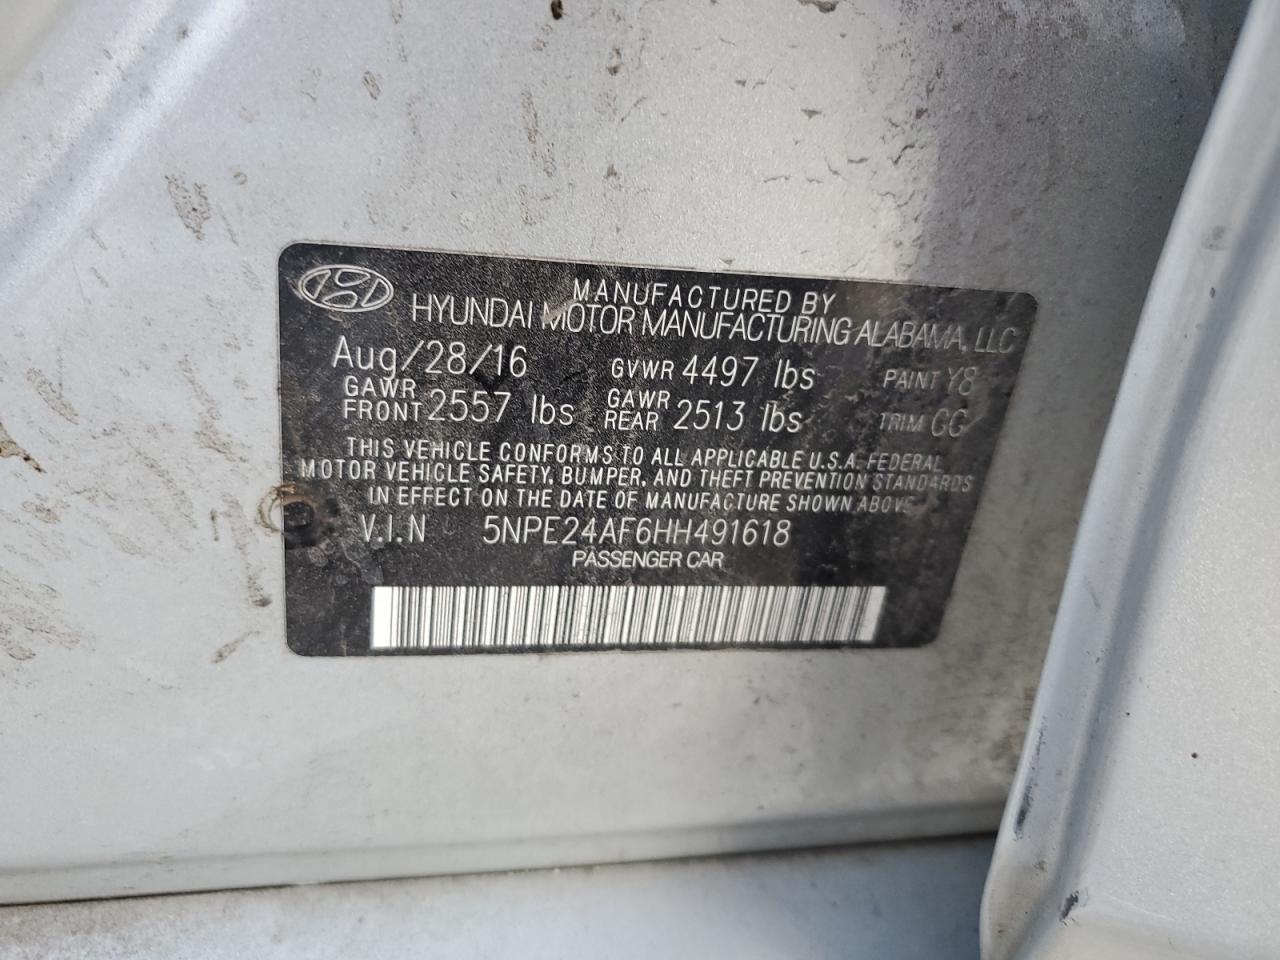 MANUFACTURED BY
HYUNDAI MOTOR MANUFACTURING ALABAMA, LLC
Aug/28/16 GVWR 4497 lbs PAINT Y8
GAWR FRONT 2557 lbs GAWR REAR 2513 lbs TRIM GG
THIS VEHICLE CONFORMS TO ALL APPLICABLE U.S.A. FEDERAL
MOTOR VEHICLE SAFETY, BUMPER, AND THEFT PREVENTION STANDARDS
IN EFFECT ON THE DATE OF MANUFACTURE SHOWN ABOVE
V.I.N 5NPE24AF6HH491618
PASSENGER CAR